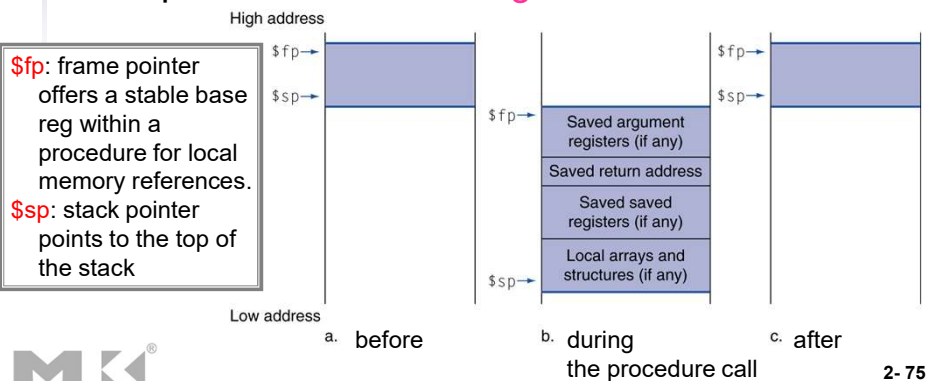 High address
$fp: frame pointer
offers a stable base
reg within a
procedure for local
memory references.
$sp: stack pointer
points to the top of
the stack
$fp
$sp
$fp
Saved argument
registers (if any)
Saved return address
Saved saved
registers (if any)
Local arrays and
structures (if any)
$sp
$fp
$sp
Low address
a. before
b. during
the procedure call
c. after
MK®
2- 75